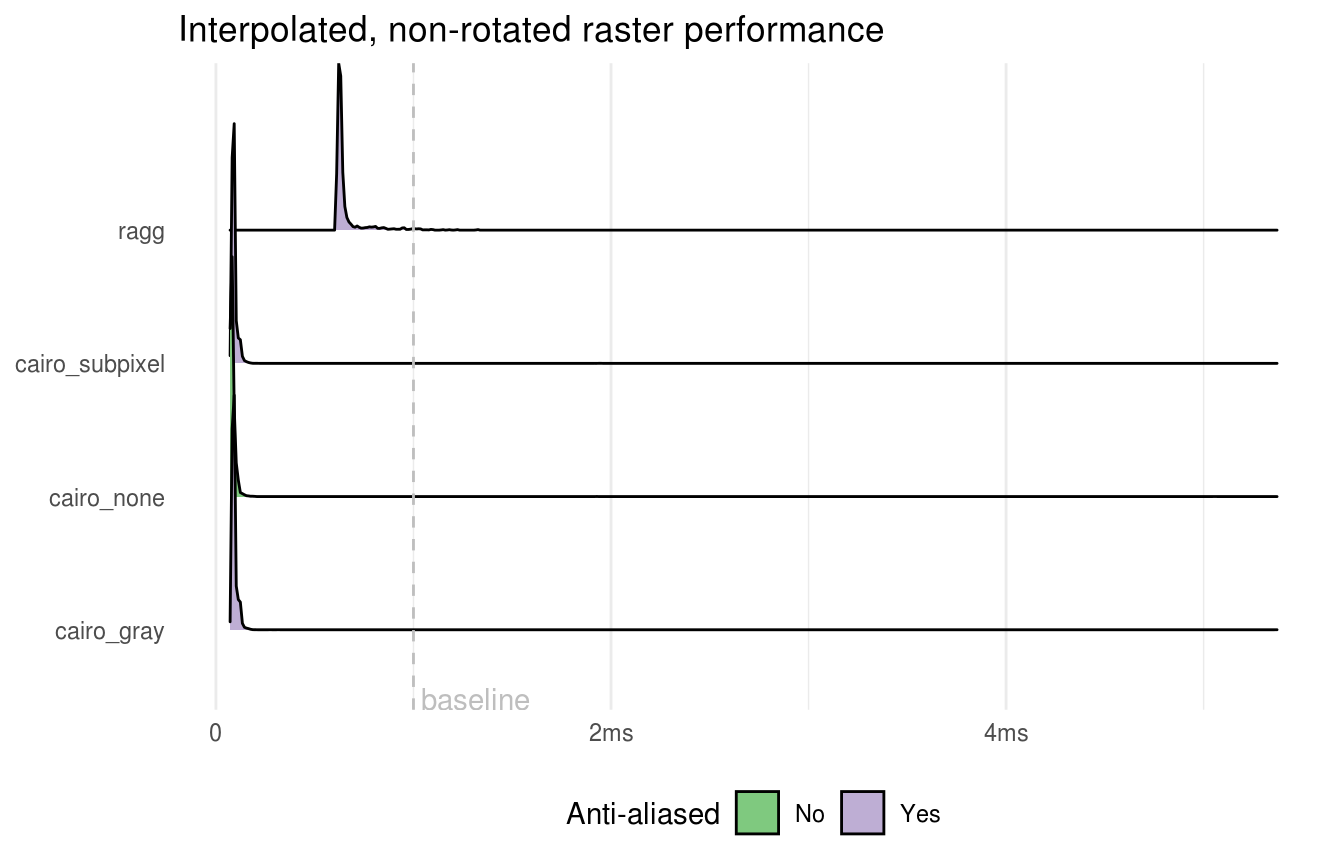 Interpolated, non-rotated raster performance
ragg
cairo_subpixel
cairo_none
cairo_gray
baseline
0 2ms 4ms
Anti-aliased No Yes